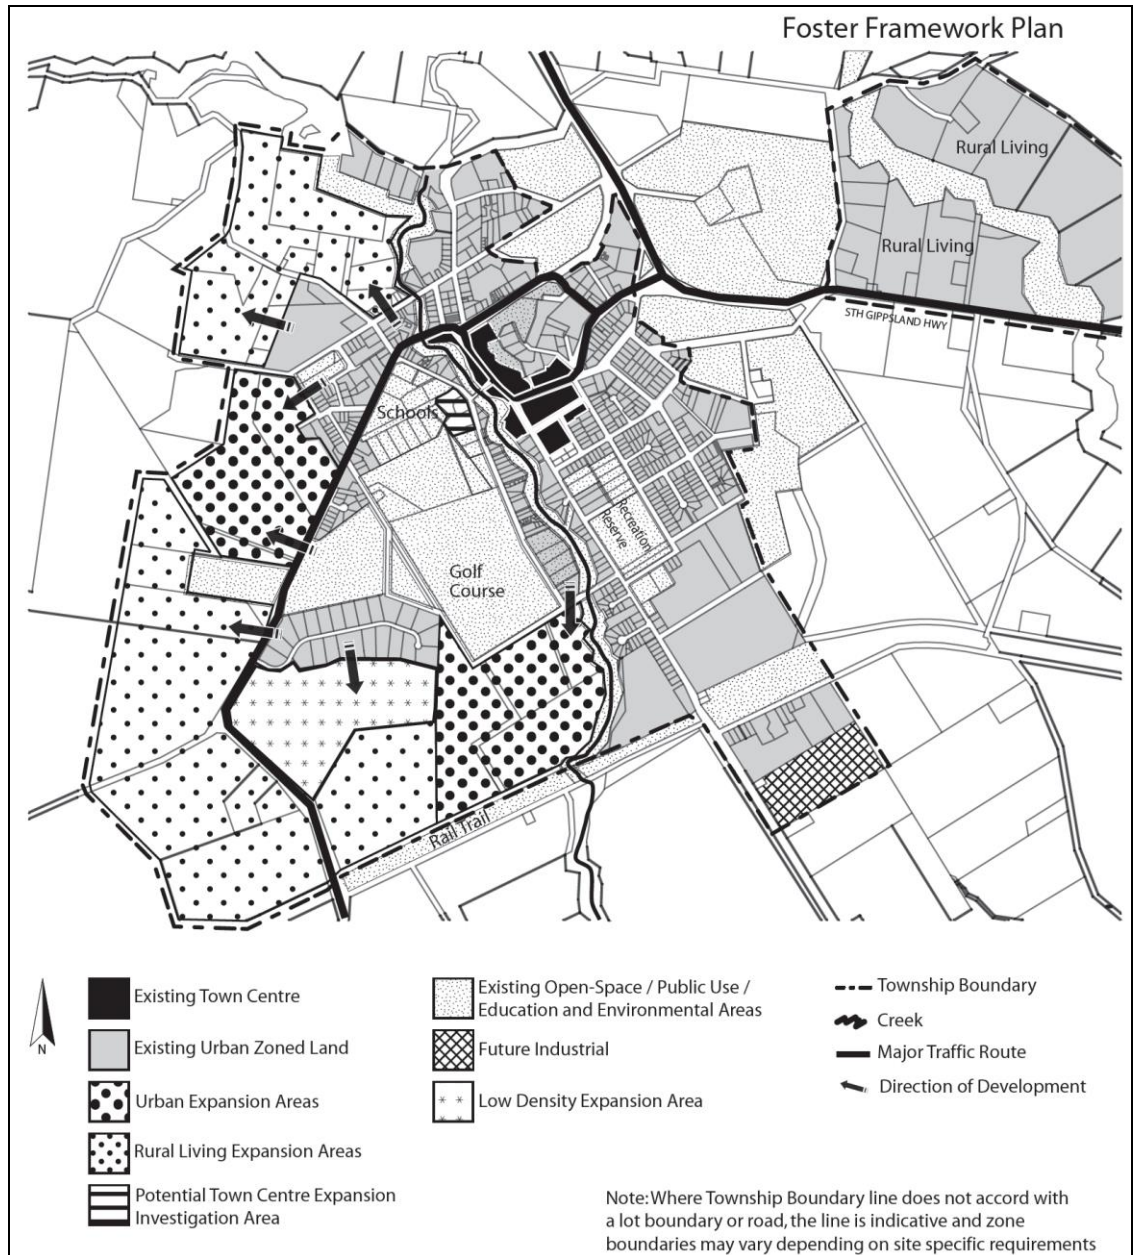 Foster Framework Plan
Rural Living
Rural Living
STH GIPPSLAND HWY
Schools
Recreation
Reserve
Golf
Course
Rail Trail
N
Existing Town Centre
Existing Urban Zoned Land
Urban Expansion Areas
Rural Living Expansion Areas
Potential Town Centre Expansion
Investigation Area
Existing Open-Space / Public Use /
Education and Environmental Areas
Future Industrial
Low Density Expansion Area
Township Boundary
Creek
Major Traffic Route
Direction of Development
Note: Where Township Boundary line does not accord with
a lot boundary or road, the line is indicative and zone
boundaries may vary depending on site specific requirements